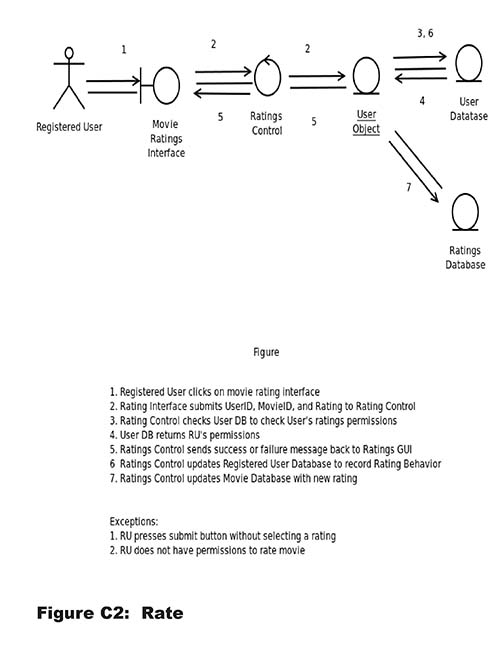 3, 6
1
2
2
4
5
5
Registered User
Movie
Ratings
Interface
Ratings
Control
User
Object
User
Datatase
7
Ratings
Database
Figure
1. Registered User clicks on movie rating interface
2. Rating Interface submits UserID, MovieID, and Rating to Rating Control
3. Rating Control checks User DB to check User's ratings permissions
4. User DB returns RU's permissions
5. Ratings Control sends success or failure message back to Ratings GUI
6 Ratings Control updates Registered User Database to record Rating Behavior
7. Ratings Control updates Movie Database with new rating
Exceptions:
1. RU presses submit button without selecting a rating
2. RU does not have permissions to rate movie
Figure C2: Rate